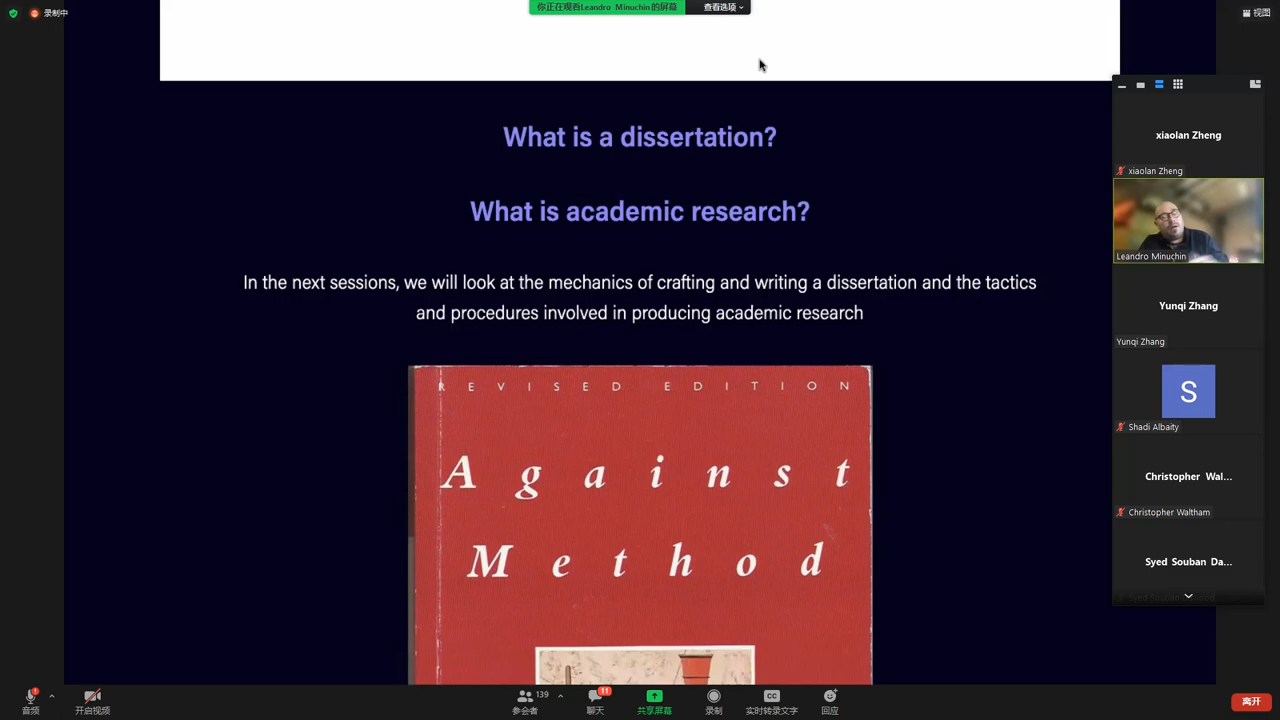 录制中
你正在观看Leandro Minuchin的屏幕
查看选项
视图
What is a dissertation?
What is academic research?
In the next sessions, we will look at the mechanics of crafting and writing a dissertation and the tactics
and procedures involved in producing academic research
REVISED EDITION
Against
Method
xiaolan Zheng
xiaolan Zheng
Leandro Minuchin
Yunqi Zhang
Yunqi Zhang
S
Shadi Albaity
Christopher Wal...
Christopher Waltham
Syed Souban Da...
音频
开启视频
139
参会者
11
聊天
共享屏幕
录制
CC
实时转录文字
回应
离开